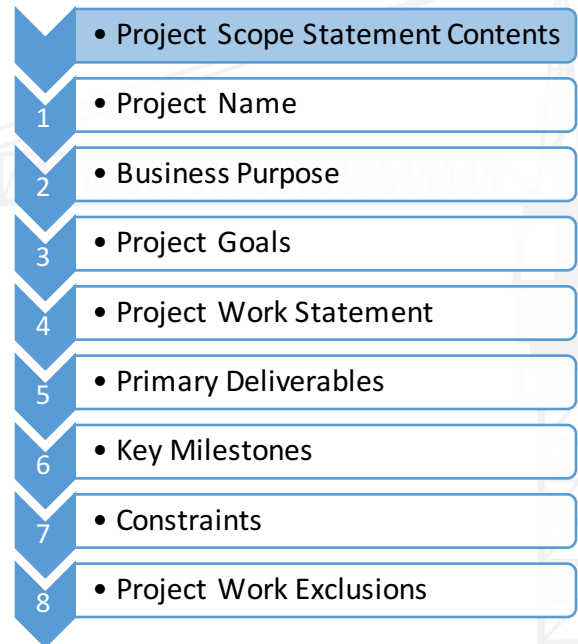 • Project Scope Statement Contents
1 • Project Name
2 • Business Purpose
3 • Project Goals
4 • Project Work Statement
5 • Primary Deliverables
6 • Key Milestones
7 • Constraints
8 • Project Work Exclusions